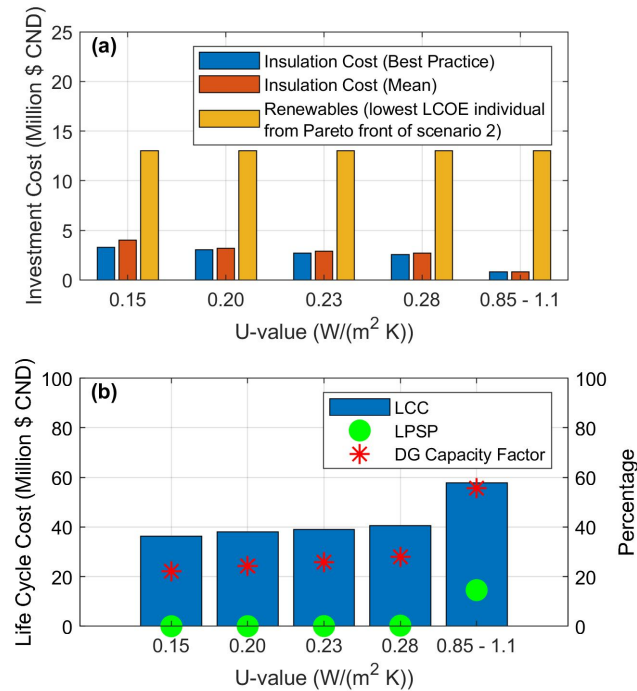 (a)
Insulation Cost (Best Practice)
Insulation Cost (Mean)
Renewables (lowest LCOE individual
from Pareto front of scenario 2)
Investment Cost (Million $ CND)
25
20
15
10
5
0
0.15 0.20 0.23 0.28 0.85 - 1.1
U-value (W/(m² K))
(b)
LCC
LPSP
DG Capacity Factor
Life Cycle Cost (Million $ CND)
100 100
80 80
60 60
40 40
20 20
0 0
Percentage
0.15 0.20 0.23 0.28 0.85 - 1.1
U-value (W/(m² K))